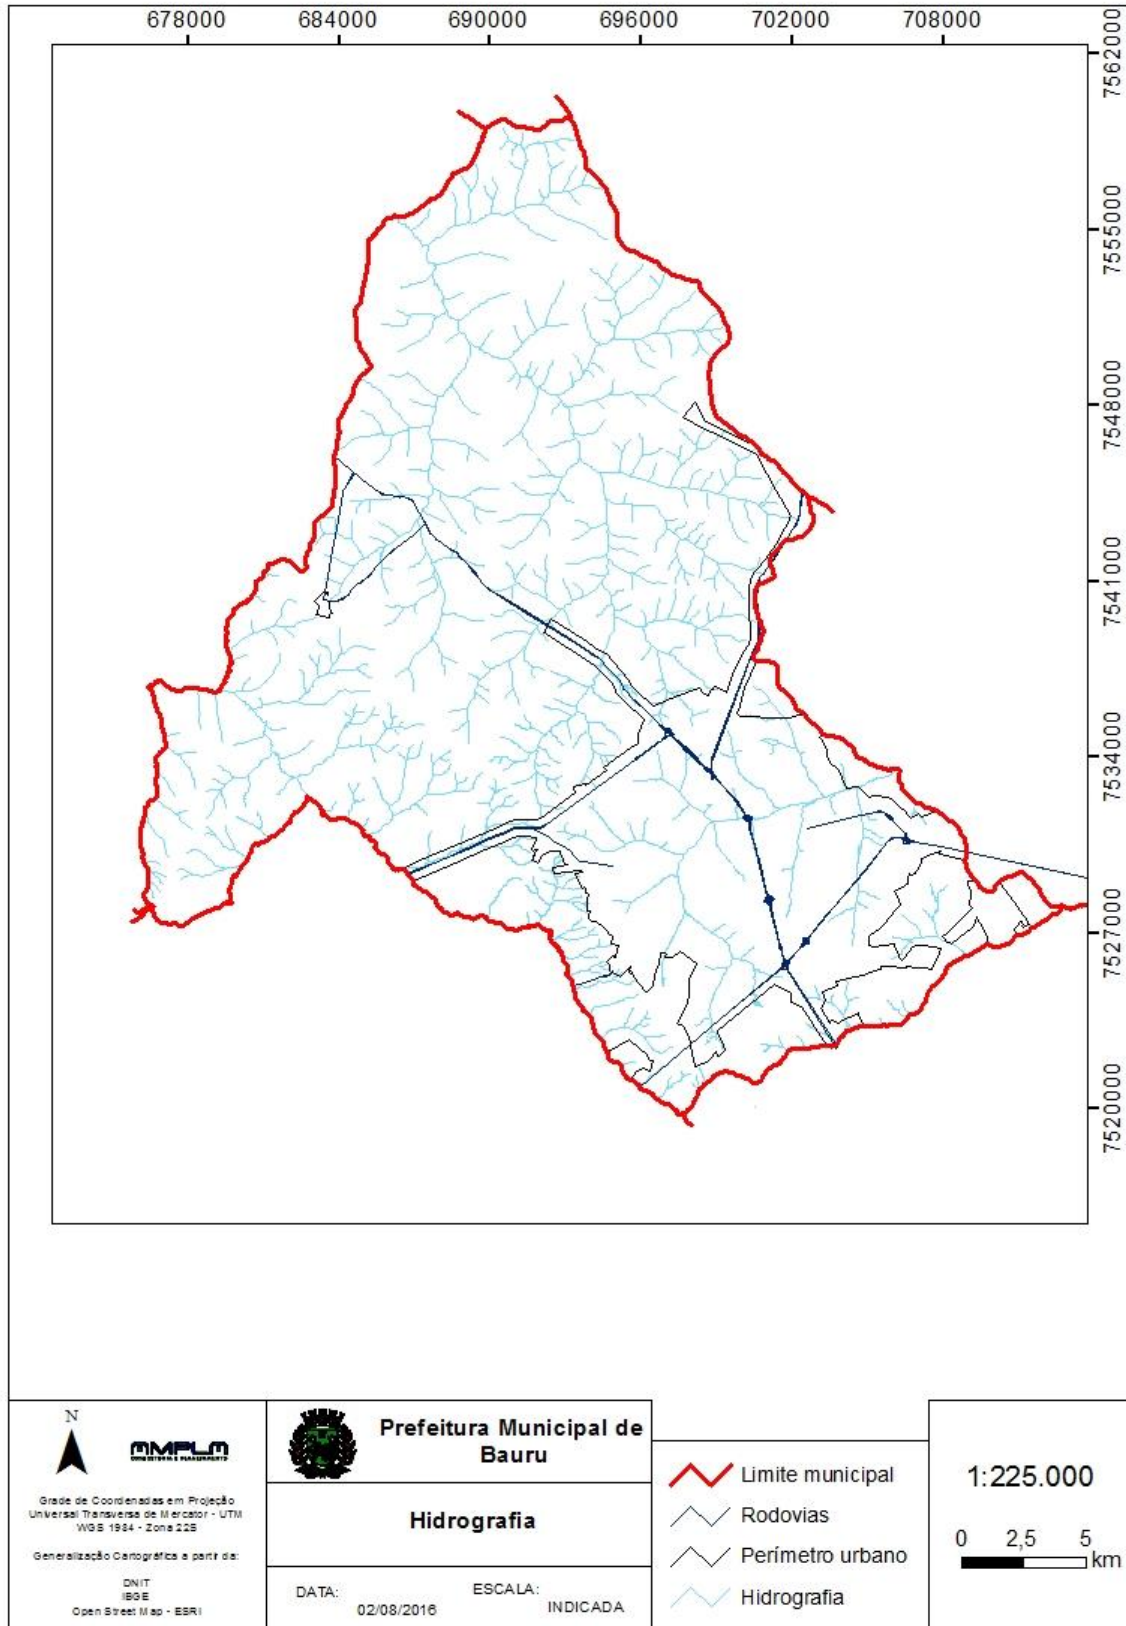 678000 684000 690000 696000 702000 708000
7562000
7555000
7548000
7541000
7534000
7527000
7520000
N
MMPLM
Grade de Coordenadas em Projeção
Universal Transversa de Mercator - UTM
WGS 1984 - Zona 22S
Generalização Cartográfica a partir da:
DNIT
IBGE
Open Street Map - ESRI
Prefeitura Municipal de
Bauru
Hidrografia
DATA:
02/08/2016
ESCALA:
INDICADA
Limite municipal
Rodovias
Perímetro urbano
Hidrografia
1:225.000
0 2,5 5
km